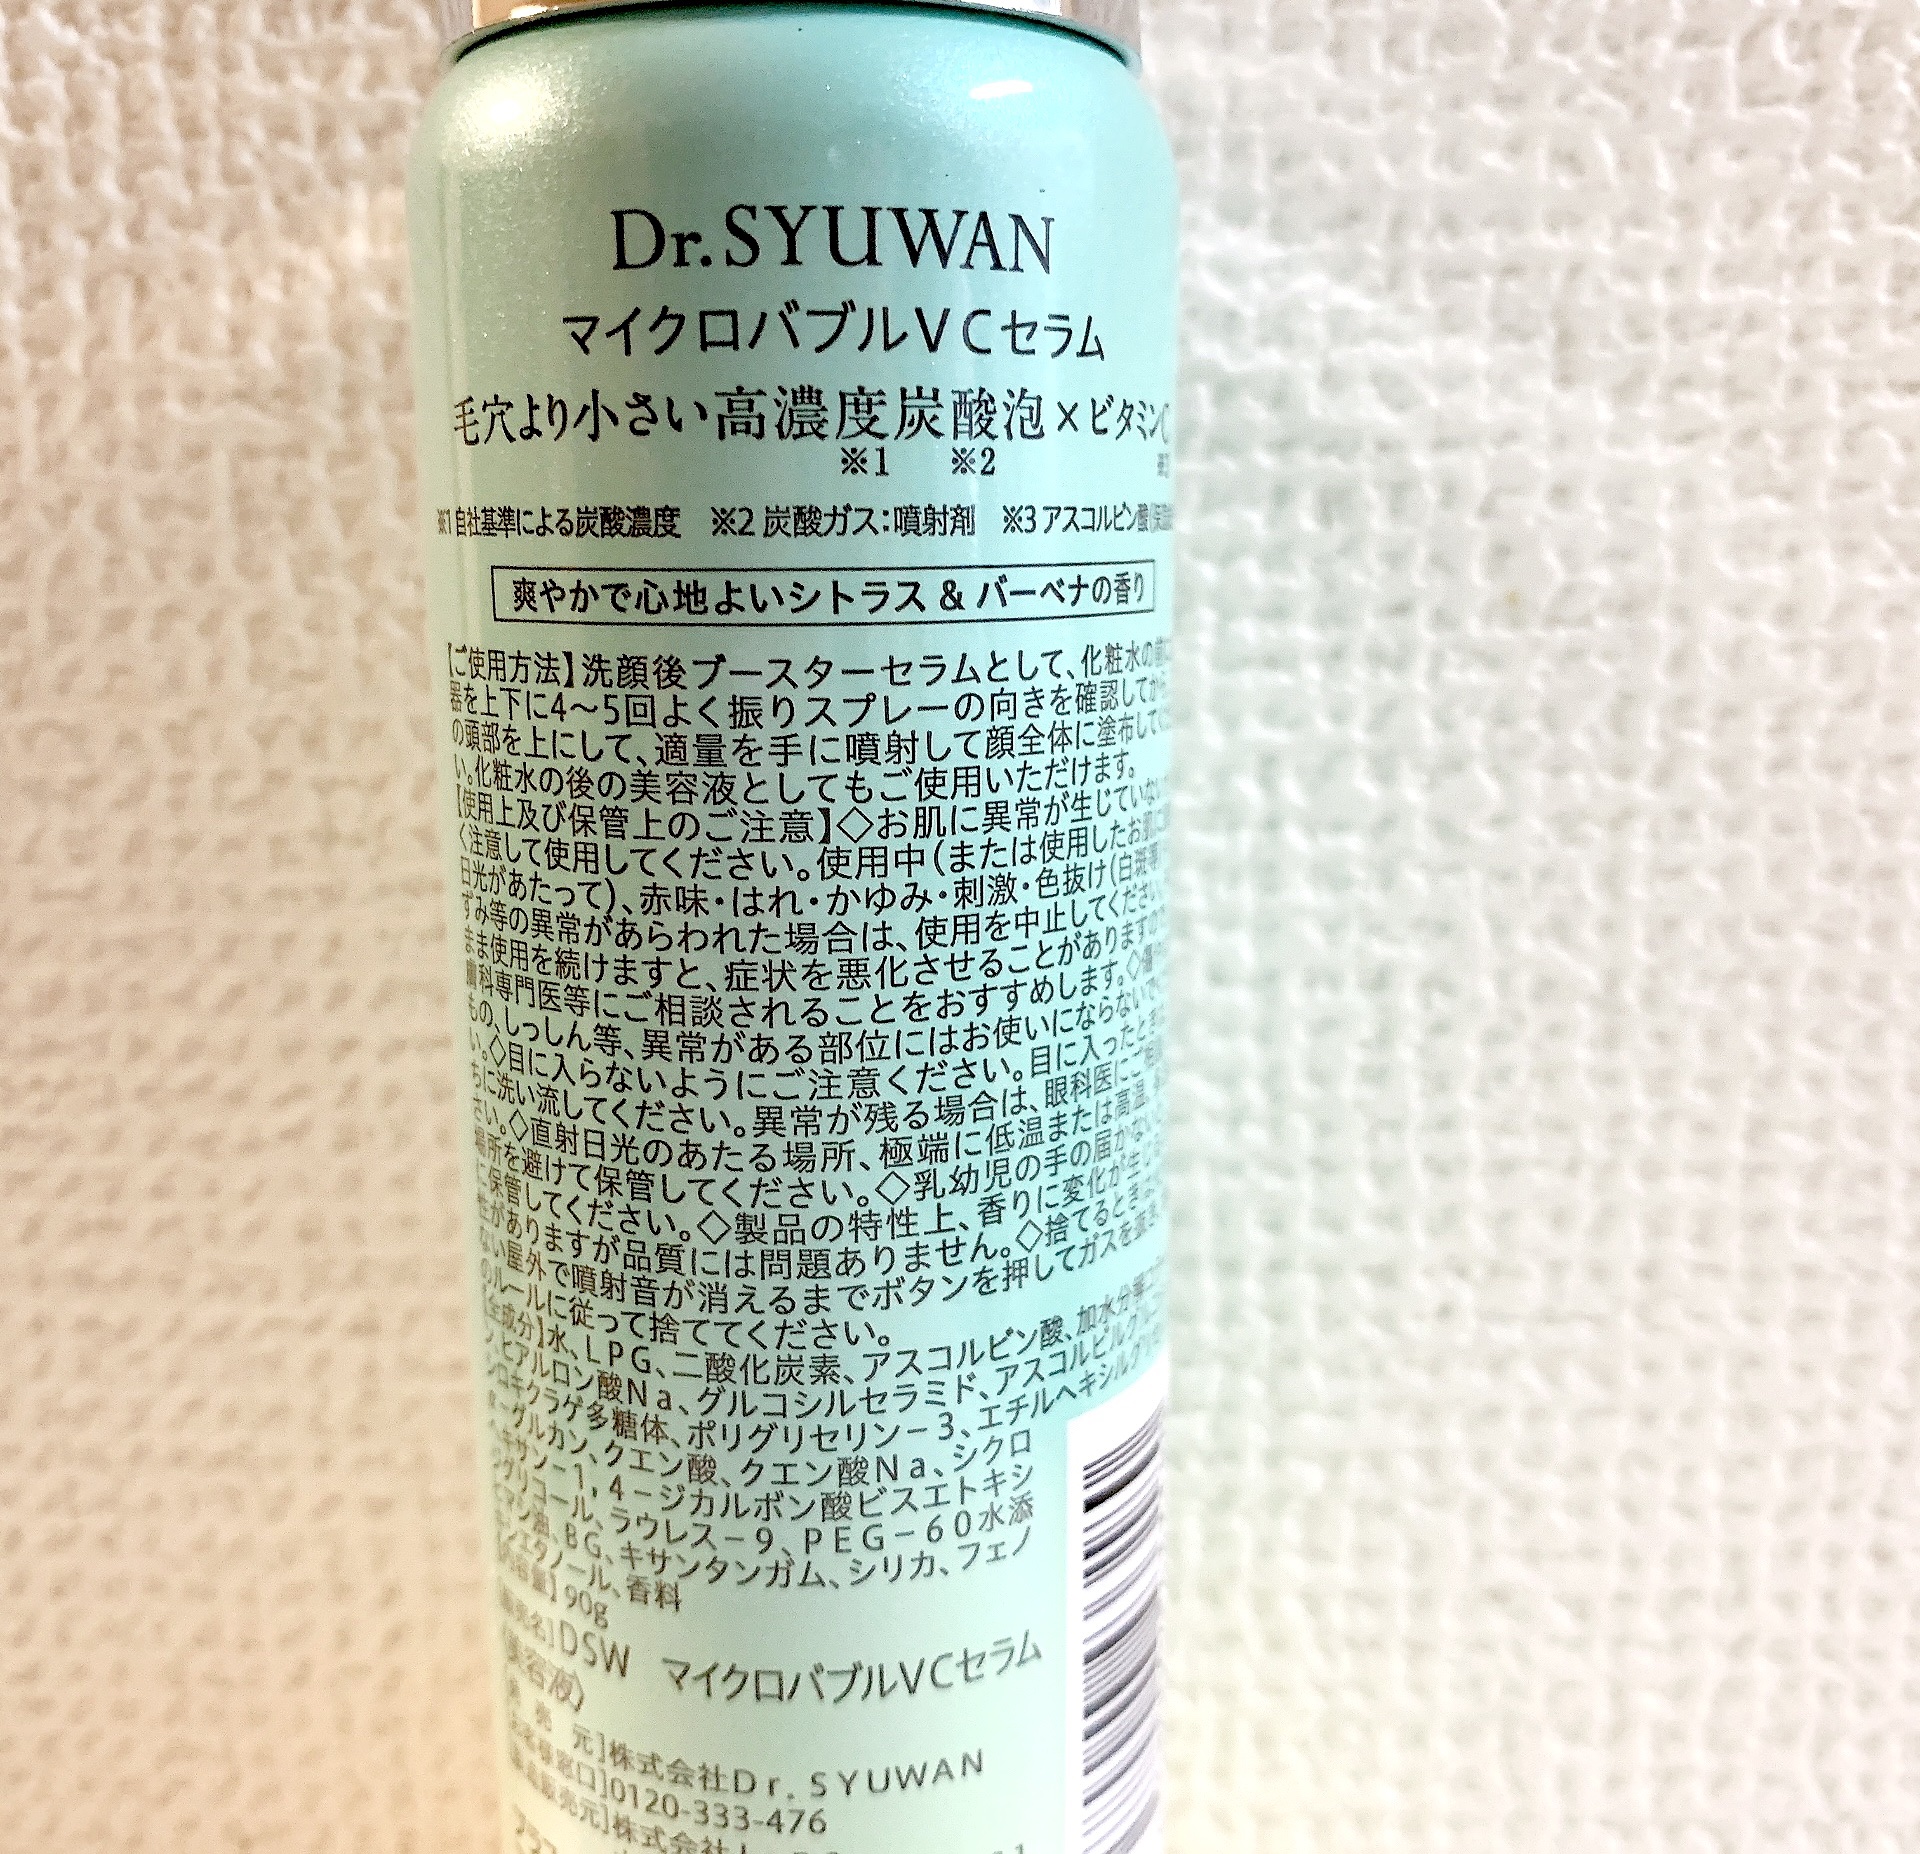 Dr.SYUWAN
マイクロバブルVCセラム
毛穴より小さい高濃度炭酸泡×ビタミンC
※1 ※2
※1 自社基準による炭酸濃度 ※2 炭酸ガス:噴射剤 ※3 アスコルビン酸
爽やかで心地よいシトラス & バーベナの香り
【ご使用方法】洗顔後ブースターセラムとして、化粧水の前に
器を上下に4〜5回よく振りスプレーの向きを確認してから
の頭部を上にして、適量を手に噴射して顔全体に塗布して
い。化粧水の後の美容液としてもご使用いただけます。
【使用上及び保管上のご注意】◇お肌に異常が生じていない
く注意して使用してください。使用中(または使用したお肌に
日光があたって)、赤味・はれ・かゆみ・刺激・色抜け(白斑等)
ずみ等の異常があらわれた場合は、使用を中止してください。
まま使用を続けますと、症状を悪化させることがありますので
膚科専門医等にご相談されることをおすすめします。◇傷
もの、しっしん等、異常がある部位にはお使いにならないで
い。◇目に入らないようにご注意ください。目に入ったときは
ちに洗い流してください。異常が残る場合は、眼科医にご相
さい。◇直射日光のあたる場所、極端に低温または高温
場所を避けて保管してください。◇乳幼児の手の届かない
に保管してください。◇製品の特性上、香りに変化が生じ
性がありますが品質には問題ありません。◇捨てるときは
ない屋外で噴射音が消えるまでボタンを押してガスを抜き
のルールに従って捨ててください。
【全成分】水、LPG、二酸化炭素、アスコルビン酸、加水分解
ン、ヒアルロン酸Na、グルコシルセラミド、アスコルビルグルコ
シロキクラゲ多糖体、ポリグリセリン-3、エチルヘキシルグリセ
グルカン、クエン酸、クエン酸Na、シクロ
ヘキサン-1,4-ジカルボン酸ビスエトキシ
ジグリコール、ラウレス-9、PEG-60水添
ヒマシ油、BG、キサンタンガム、シリカ、フェノ
キシエタノール、香料
【内容量】90g
【販売名】DSW マイクロバブルVCセラム
〈美容液〉
発売元】株式会社Dr.SYUWAN
お客様窓口】0120-333-476
製造販売元】株式会社